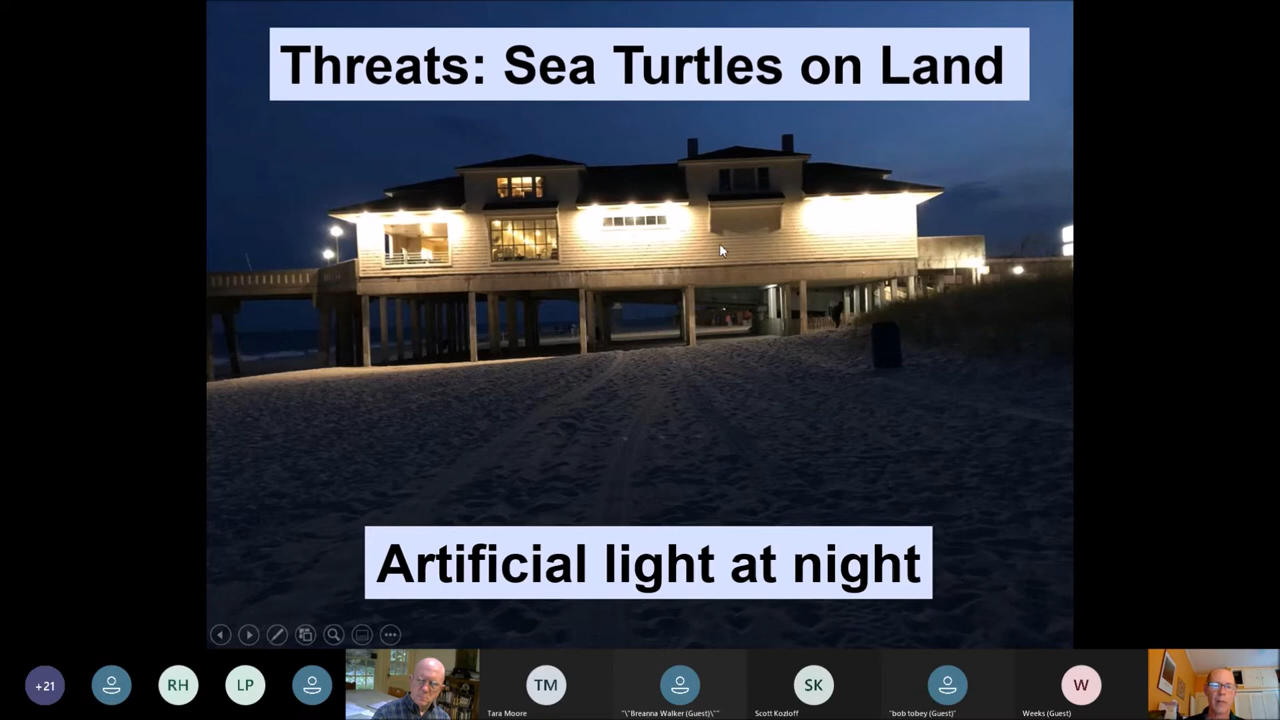 Threats: Sea Turtles on Land
Artificial light at night
+21
RH
LP
TM
SK
W
Tara Moore
"\"Breanna Walker (Guest)\""
Scott Kozloff
"bob tobey (Guest)"
Weeks (Guest)